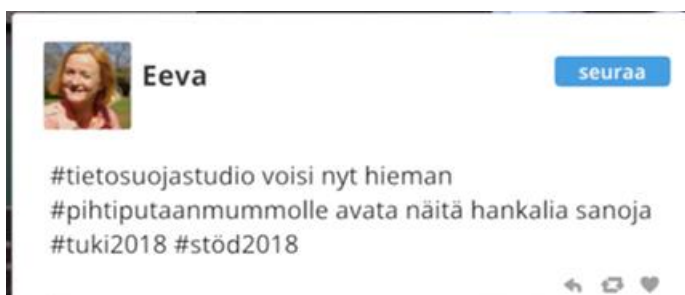 Eeva
seuraa
#tietosuojastudio voisi nyt hieman
#pihtiputaanmummolle avata näitä hankalia sanoja
#tuki2018 #stöd2018